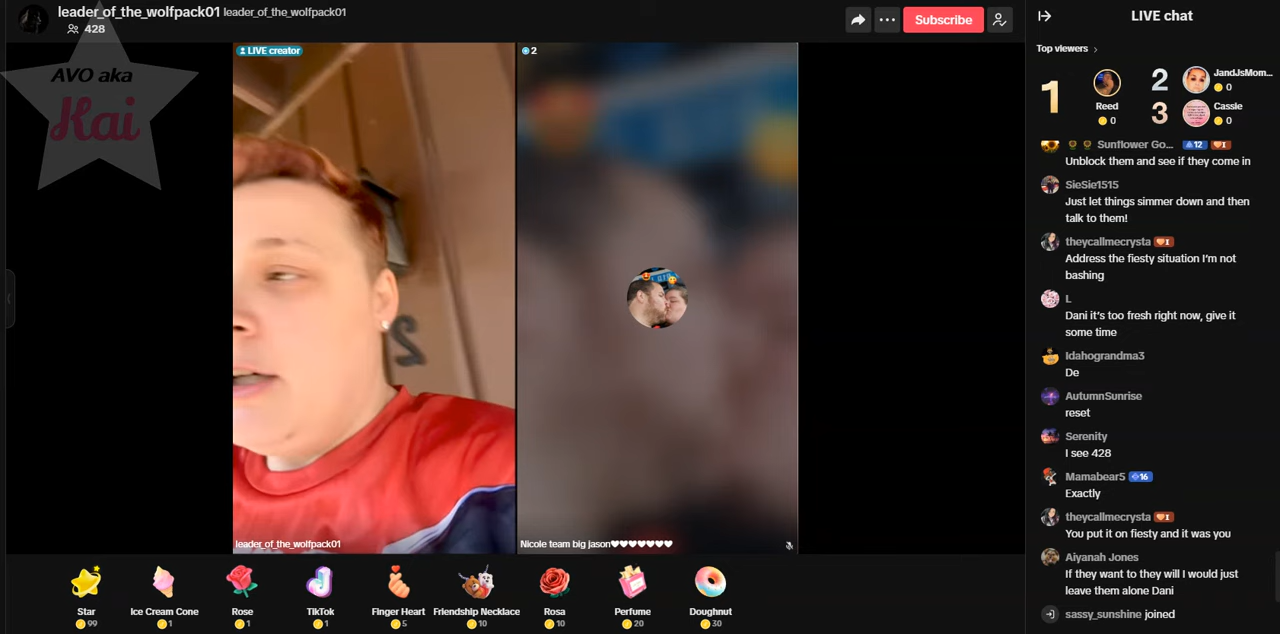 leader_of_the_wolfpack01 leader_of_the_wolfpack01
428
Subscribe
AVO aka
Kai
LIVE creator
2
2
leader_of_the_wolfpack01
Nicole team big jason♥♥♥♥♥♥♥
Star
99
Ice Cream Cone
1
Rose
1
TikTok
1
Finger Heart
5
Friendship Necklace
10
Rosa
10
Perfume
20
Doughnut
30
LIVE chat
Top viewers
1
Reed
0
2
JandJsMom...
0
3
Cassie
0
Sunflower Go... 12 I
Unblock them and see if they come in
SieSie1515
Just let things simmer down and then
talk to them!
theycallmecrysta I
Address the fiesty situation I'm not
bashing
L
Dani it's too fresh right now, give it
some time
Idahograndma3
De
AutumnSunrise
reset
Serenity
I see 428
Mamabear5 16
Exactly
theycallmecrysta I
You put it on fiesty and it was you
Aiyanah Jones
If they want to they will I would just
leave them alone Dani
sassy_sunshine joined